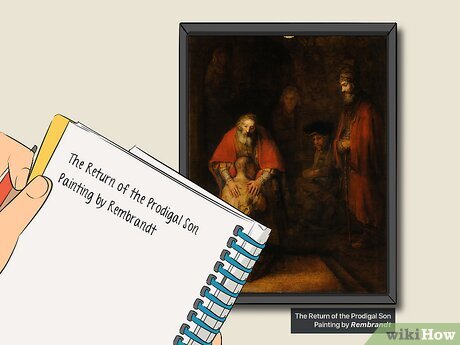 The Return of the Prodigal Son
Painting by Rembrandt
The Return of the Prodigal Son
Painting by Rembrandt
wikiHow